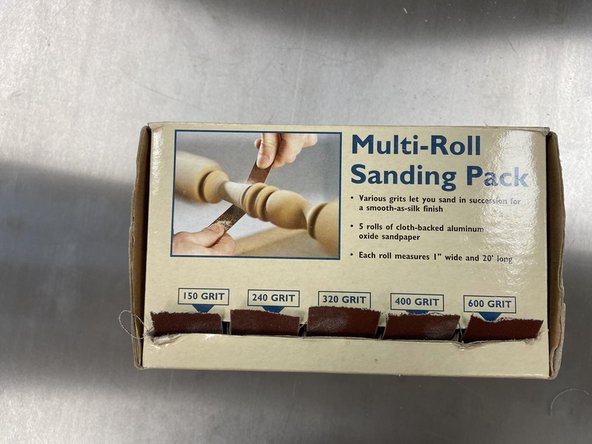 Multi-Roll
Sanding Pack
• Various grits let you sand in succession for
a smooth-as-silk finish
• 5 rolls of cloth-backed aluminum
oxide sandpaper
• Each roll measures 1" wide and 20' long
150 GRIT 240 GRIT 320 GRIT 400 GRIT 600 GRIT